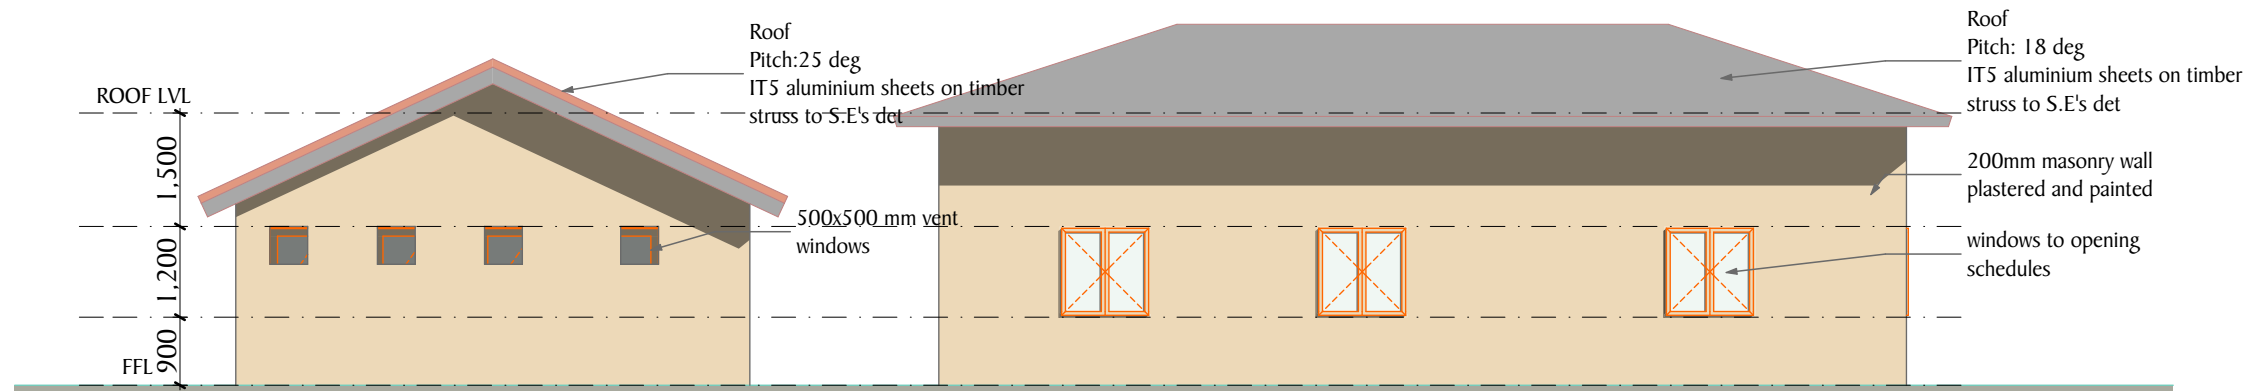 Roof
Pitch:25 deg
IT5 aluminium sheets on timber
struss to S.E's det
Roof
Pitch: 18 deg
IT5 aluminium sheets on timber
struss to S.E's det
ROOF LVL
1,500
200mm masonry wall
plastered and painted
500x500 mm vent
windows
1,200
windows to opening
schedules
900
FFL